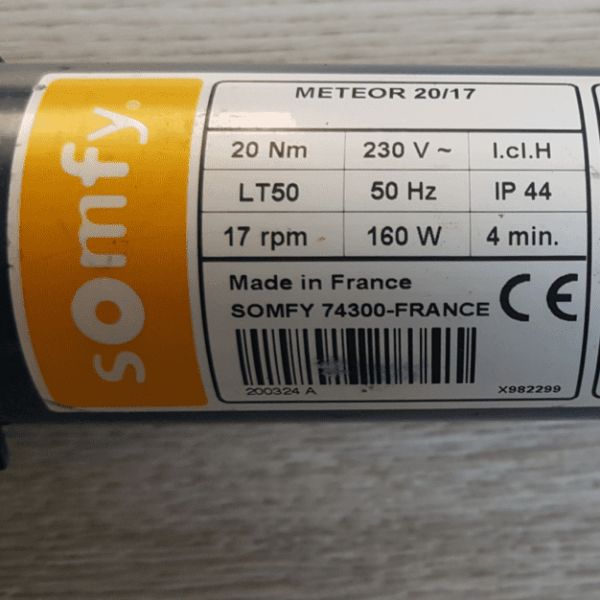 somfy.
METEOR 20/17
20 Nm 230 V ~ I.cl.H
LT50 50 Hz IP 44
17 rpm 160 W 4 min.
Made in France
SOMFY 74300-FRANCE CE
200324 A X982299